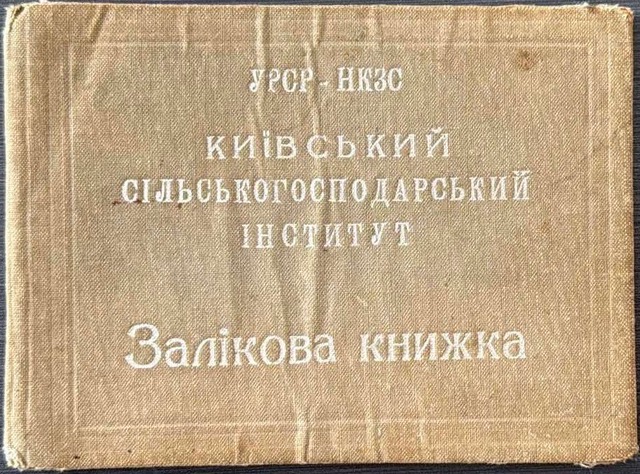 УРСР - НКЗС
КИЇВСЬКИЙ
СІЛЬСЬКОГОСПОДАРСЬКИЙ
ІНСТИТУТ
Залікова книжка